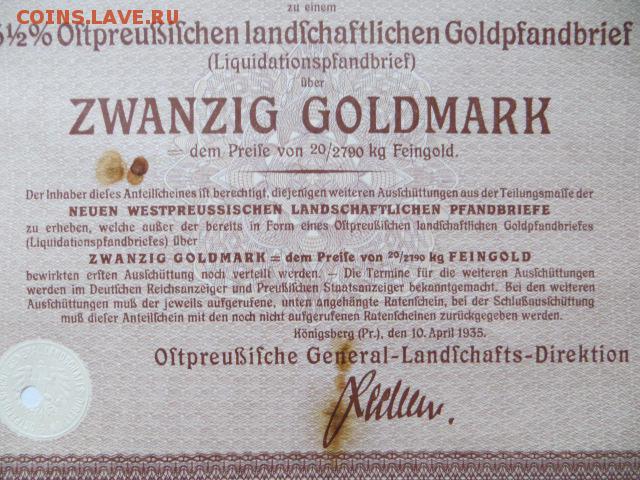 COINS.LAVE.RU
zu einem
½% Oſtpreußiſchen landſchaftlichen Goldpfandbrief
(Liquidationspfandbrief)
über
ZWANZIG GOLDMARK
= dem Preiſe von 20/2790 kg Feingold.
Der Inhaber dieſes Anteilſcheines iſt berechtigt, diejenigen weiteren Ausſchüttungen aus der Teilungsmaſſe der
NEUEN WESTPREUSSISCHEN LANDSCHAFTLICHEN PFANDBRIEFE
zu erheben, welche außer der bereits in Form eines Oſtpreußiſchen landſchaftlichen Goldpfandbriefes
(Liquidationspfandbriefes) über
ZWANZIG GOLDMARK = dem Preiſe von 20/2790 kg FEINGOLD
bewirkten erſten Ausſchüttung noch verteilt werden. – Die Termine für die weiteren Ausſchüttungen
werden im Deutſchen Reichsanzeiger und Preußiſchen Staatsanzeiger bekanntgemacht. Bei den weiteren
Ausſchüttungen muß der jeweils aufgerufene, unten angehängte Ratenſchein, bei der Schlußausſchüttung
muß dieſer Anteilſchein mit den noch nicht aufgerufenen Ratenſcheinen zurückgegeben werden.
Königsberg (Pr.), den 10. April 1935.
Oſtpreußiſche General-Landſchafts-Direktion